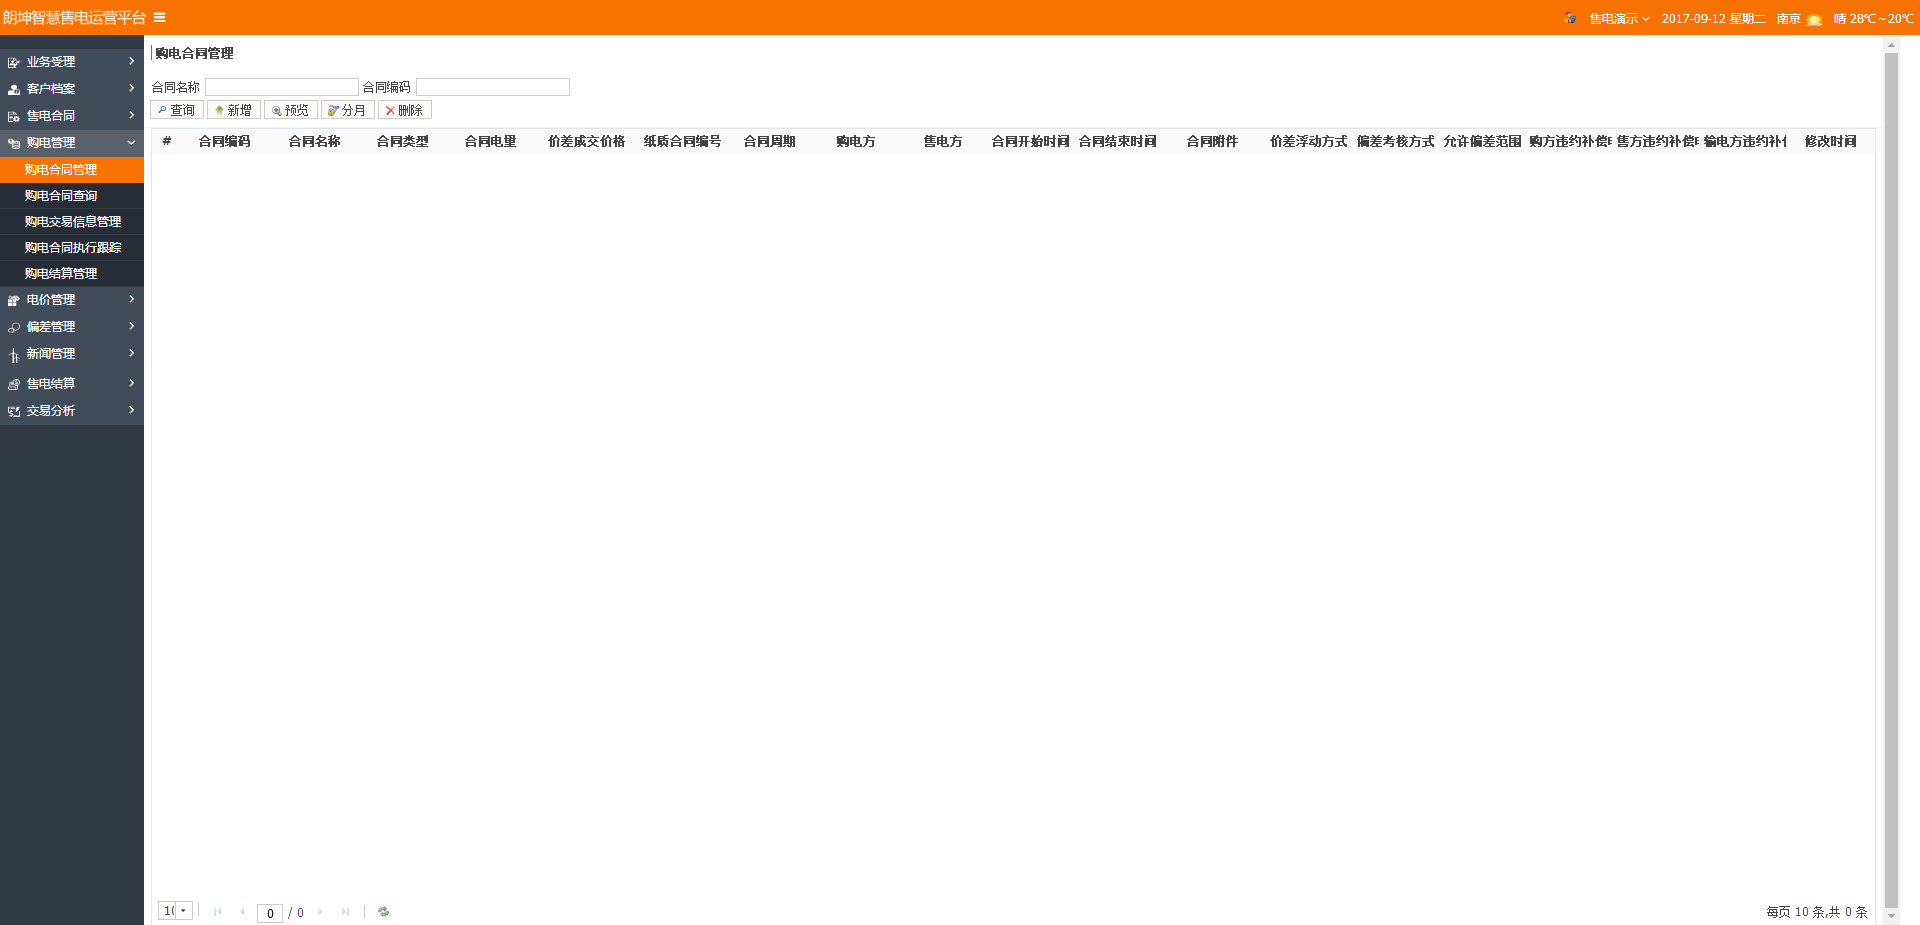 朗坤智慧售电运营平台
售电演示 2017-09-12 星期二 南京 晴 28℃~20℃
业务受理
客户档案
售电合同
购电管理
购电合同管理
购电合同查询
购电交易信息管理
购电合同执行跟踪
购电结算管理
电价管理
偏差管理
新闻管理
售电结算
交易分析
购电合同管理
合同名称 合同编码
查询 新增 预览 分月 删除
# 合同编码 合同名称 合同类型 合同电量 价差成交价格 纸质合同编号 合同周期 购电方 售电方 合同开始时间 合同结束时间 合同附件 价差浮动方式 偏差考核方式 允许偏差范围 购方违约补偿 售方违约补偿 输电方违约补 修改时间
0 / 0
每页 10 条,共 0 条